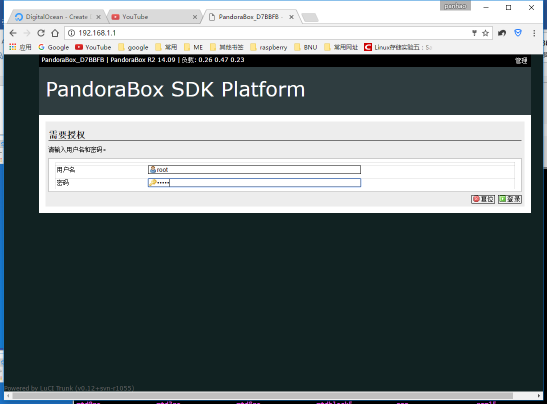 panhao
DigitalOcean - Create
YouTube
PandoraBox_D7BBFB -
192.168.1.1
应用 Google YouTube google 常用 ME 其他书签 raspberry BNU 常用网址 Linux存储实验五：Sc
PandoraBox_D7BBFB | PandoraBox R2 14.09 | 负载: 0.26 0.47 0.23 管理
PandoraBox SDK Platform
需要授权
请输入用户名和密码。
用户名 root
密码 •••••
复位 登录
Powered by LuCI Trunk (v0.12+svn-r1055)